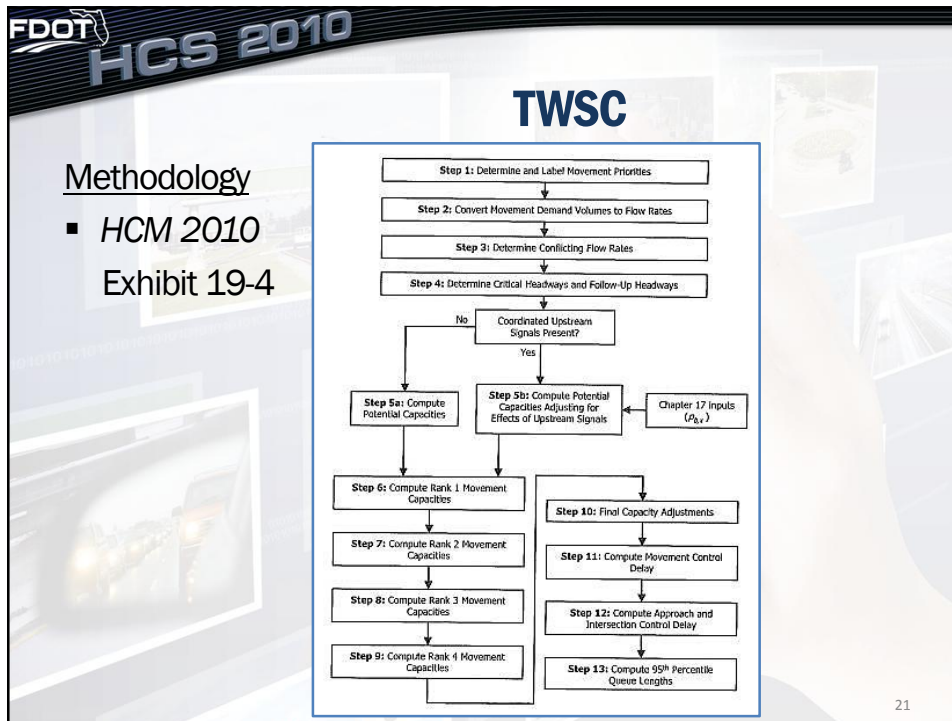 FDOT
HCS 2010
TWSC
Methodology
▪ HCM 2010
Exhibit 19-4
Step 1: Determine and Label Movement Priorities
Step 2: Convert Movement Demand Volumes to Flow Rates
Step 3: Determine Conflicting Flow Rates
Step 4: Determine Critical Headways and Follow-Up Headways
Coordinated Upstream
Signals Present?
No
Yes
Step 5a: Compute
Potential Capacities
Step 5b: Compute Potential
Capacities Adjusting for
Effects of Upstream Signals
Chapter 17 inputs
(p_b,x)
Step 6: Compute Rank 1 Movement
Capacities
Step 7: Compute Rank 2 Movement
Capacities
Step 8: Compute Rank 3 Movement
Capacities
Step 9: Compute Rank 4 Movement
Capacities
Step 10: Final Capacity Adjustments
Step 11: Compute Movement Control
Delay
Step 12: Compute Approach and
Intersection Control Delay
Step 13: Compute 95th Percentile
Queue Lengths
21